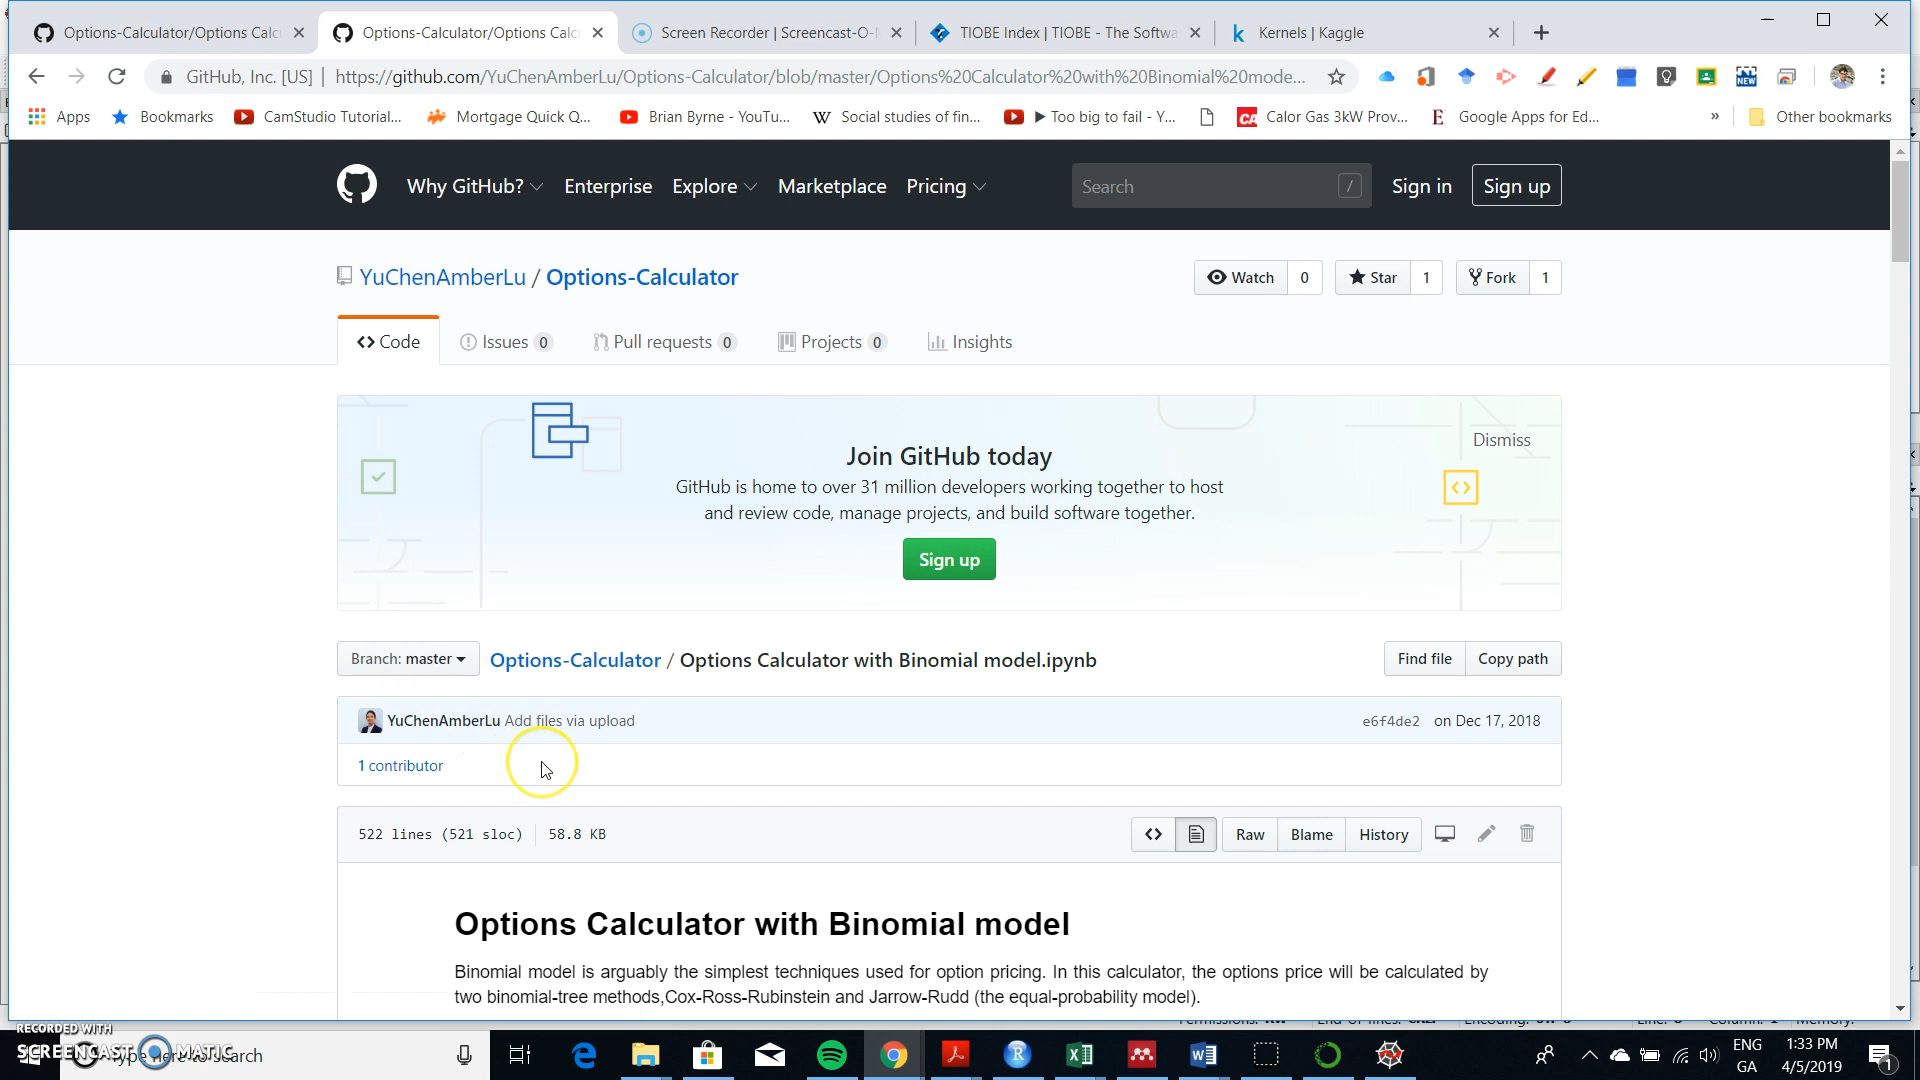 Options-Calculator/Options Calc
Options-Calculator/Options Calc
Screen Recorder | Screencast-O-M
TIOBE Index | TIOBE - The Softwa
Kernels | Kaggle
GitHub, Inc. [US] | https://github.com/YuChenAmberLu/Options-Calculator/blob/master/Options%20Calculator%20with%20Binomial%20mode...
Apps
Bookmarks
CamStudio Tutorial...
Mortgage Quick Q...
Brian Byrne - YouTu...
Social studies of fin...
▶ Too big to fail - Y...
Calor Gas 3kW Prov...
Google Apps for Ed...
»
Other bookmarks
Why GitHub?
Enterprise
Explore
Marketplace
Pricing
Search
/
Sign in
Sign up
YuChenAmberLu / Options-Calculator
Watch 0
Star 1
Fork 1
Code
Issues 0
Pull requests 0
Projects 0
Insights
Dismiss
Join GitHub today
GitHub is home to over 31 million developers working together to host
and review code, manage projects, and build software together.
Sign up
Branch: master
Options-Calculator / Options Calculator with Binomial model.ipynb
Find file
Copy path
YuChenAmberLu Add files via upload
e6f4de2 on Dec 17, 2018
1 contributor
522 lines (521 sloc) 58.8 KB
Raw
Blame
History
Options Calculator with Binomial model
Binomial model is arguably the simplest techniques used for option pricing. In this calculator, the options price will be calculated by
two binomial-tree methods,Cox-Ross-Rubinstein and Jarrow-Rudd (the equal-probability model).
RECORDED WITH
SCREENCAST MATIC
Type here to search
ENG
GA
1:33 PM
4/5/2019
1